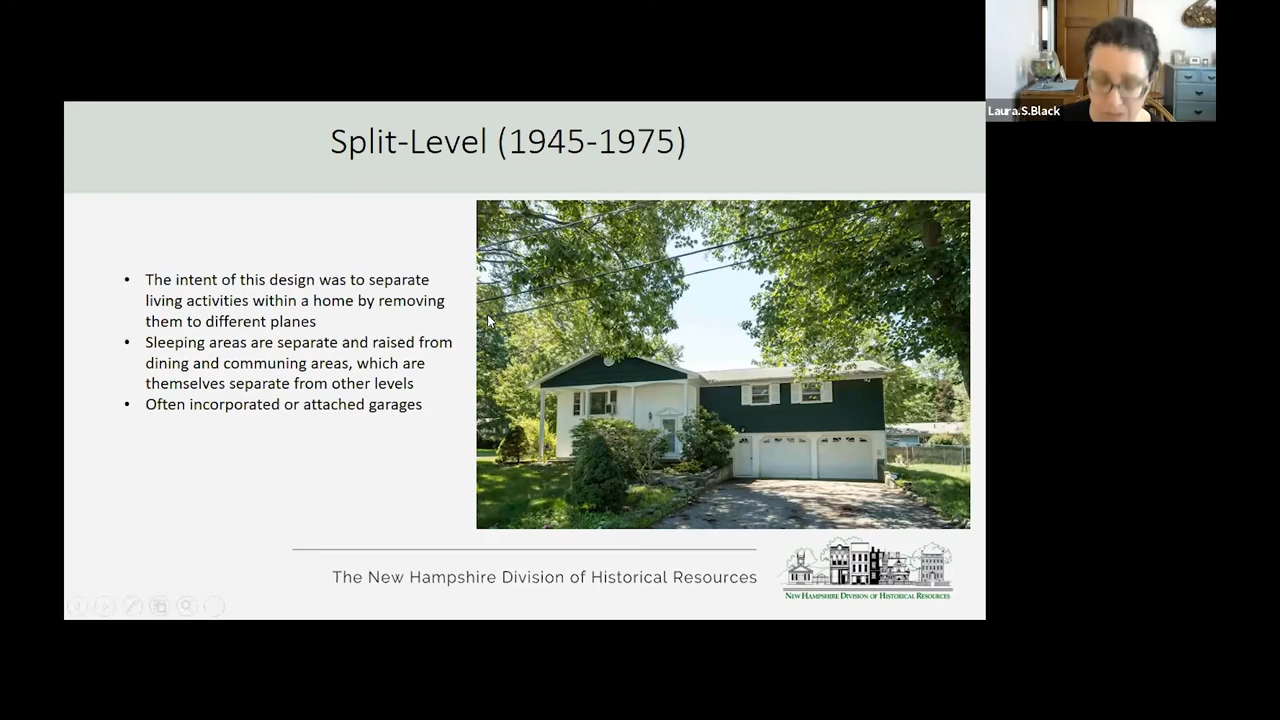 Laura.S.Black
Split-Level (1945-1975)
• The intent of this design was to separate
living activities within a home by removing
them to different planes
• Sleeping areas are separate and raised from
dining and communing areas, which are
themselves separate from other levels
• Often incorporated or attached garages
The New Hampshire Division of Historical Resources
NEW HAMPSHIRE DIVISION OF HISTORICAL RESOURCES